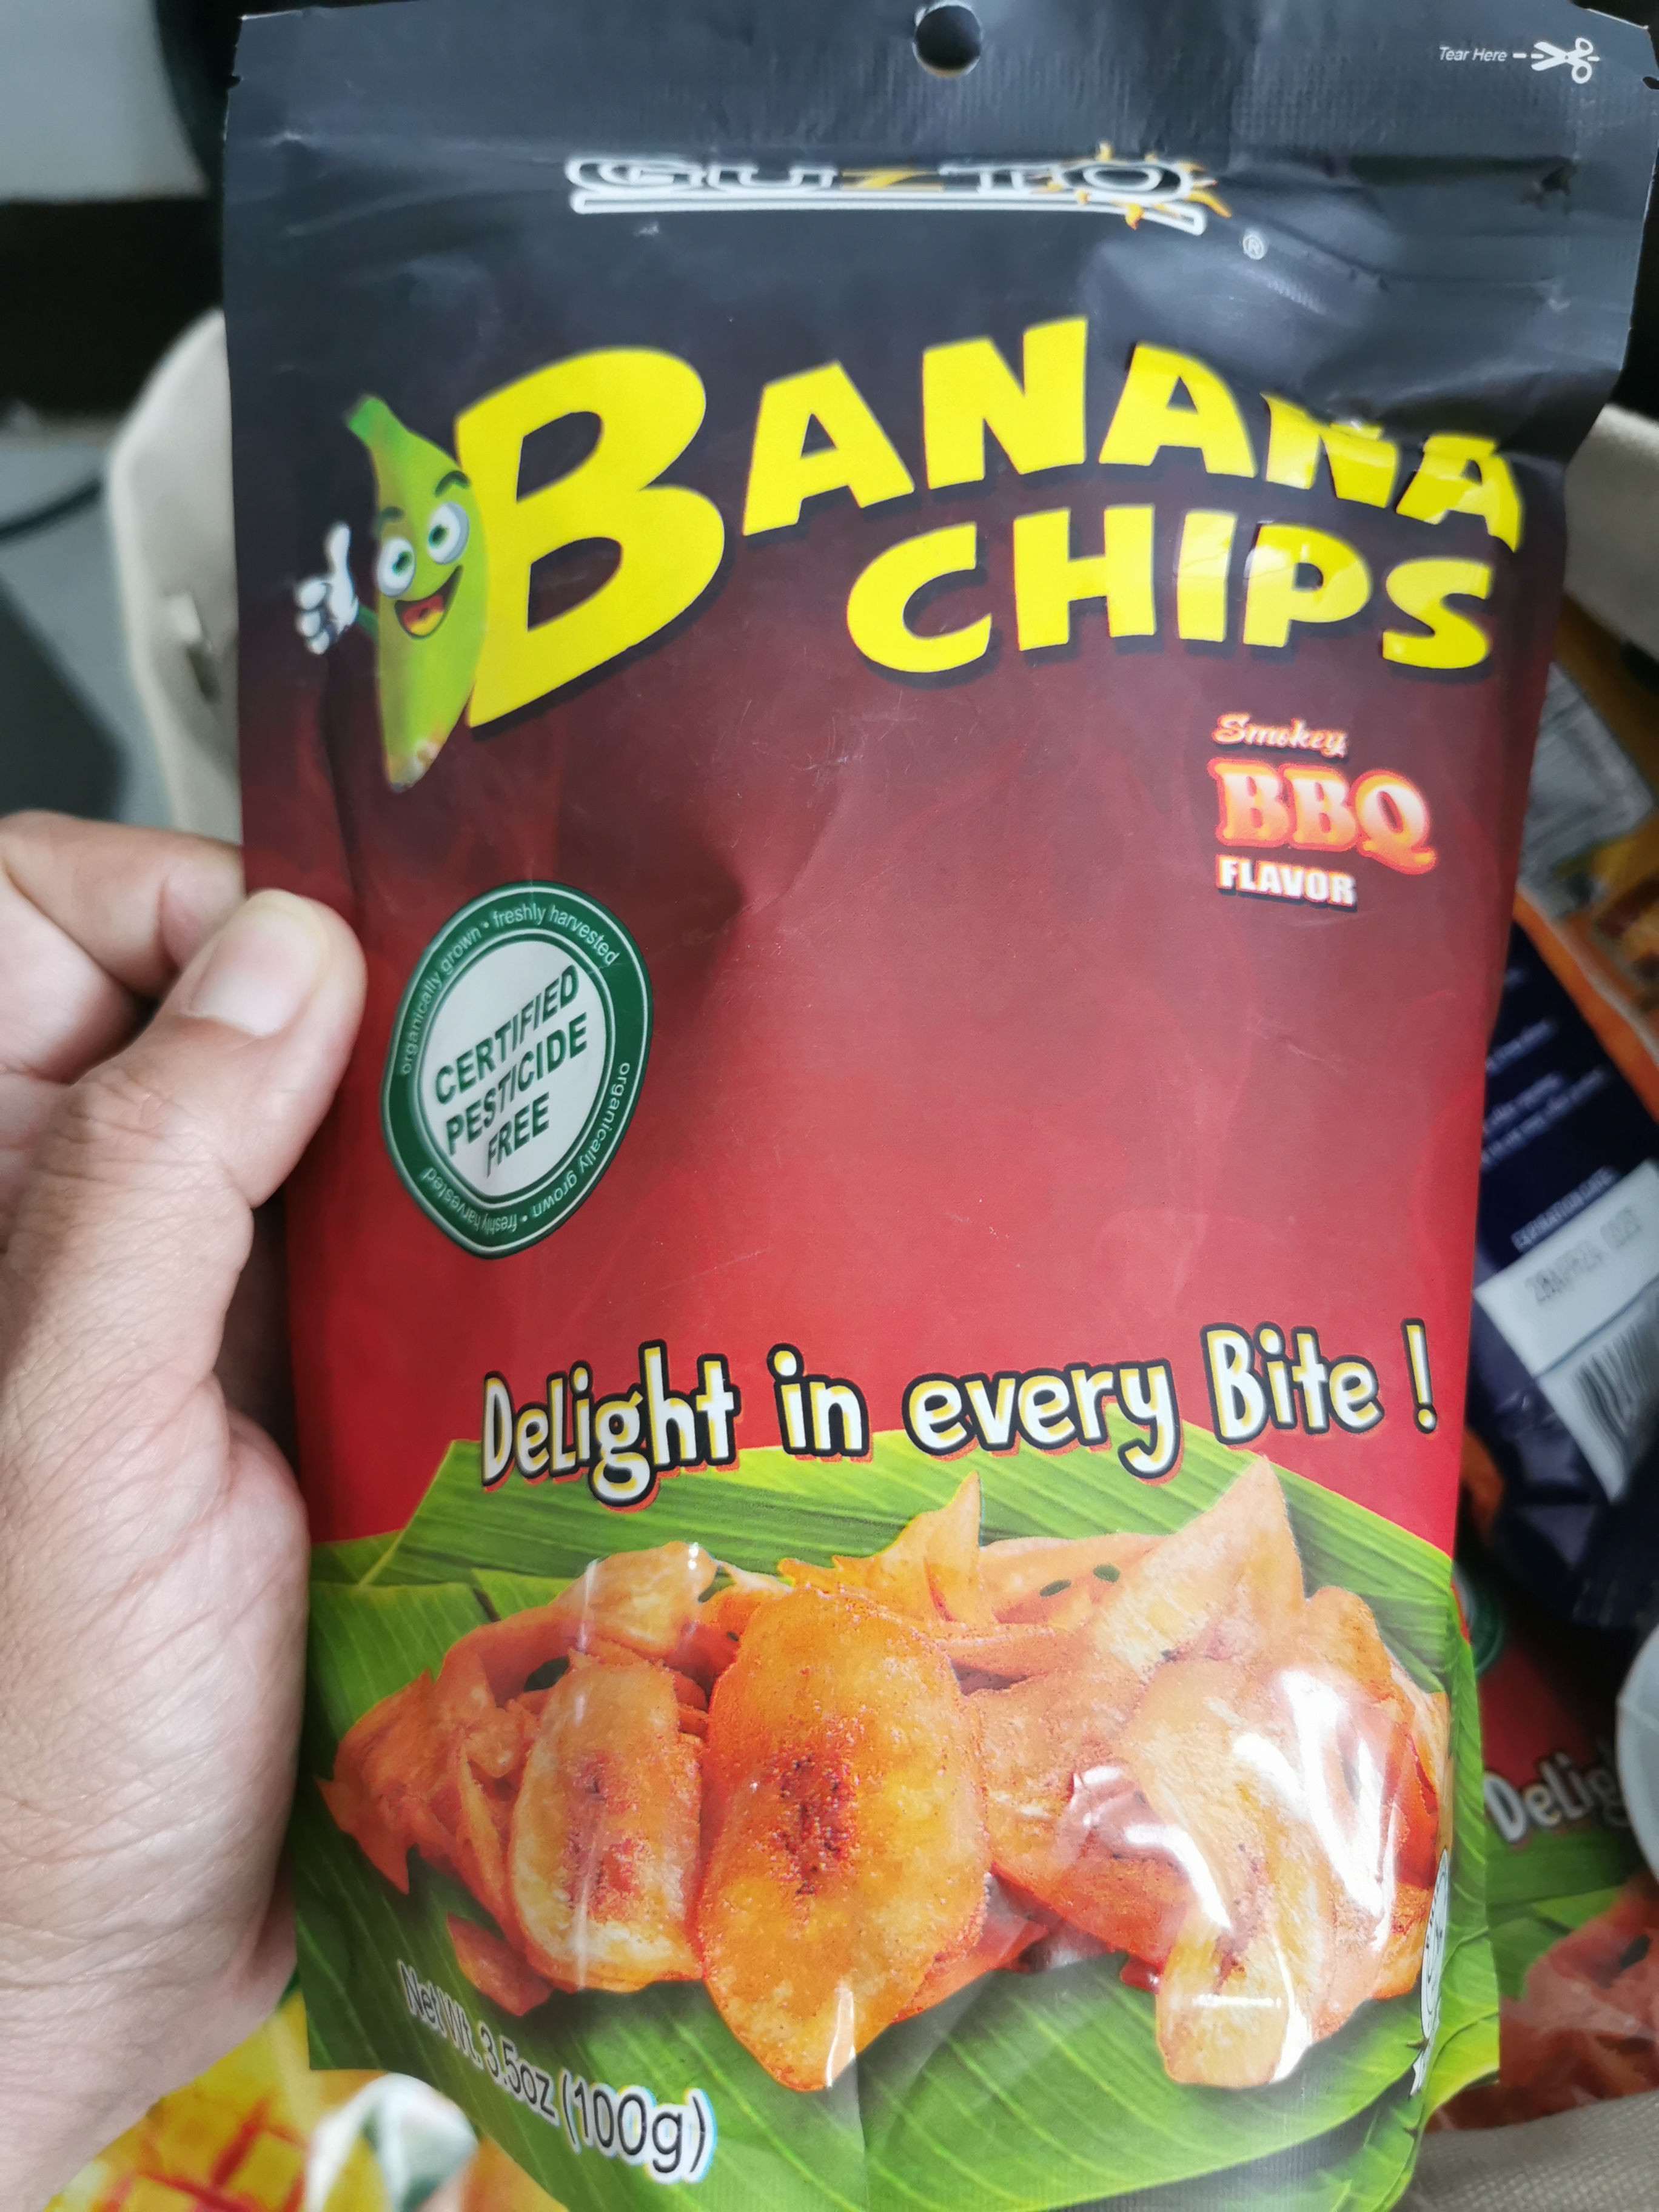 Tear Here
GUZTO
®
BANANA
CHIPS
Smokey
BBQ
FLAVOR
organically grown • freshly harvested
CERTIFIED
PESTICIDE
FREE
organically grown • freshly harvested
DeLight in every Bite !
Net Wt. 3.5oz (100g)